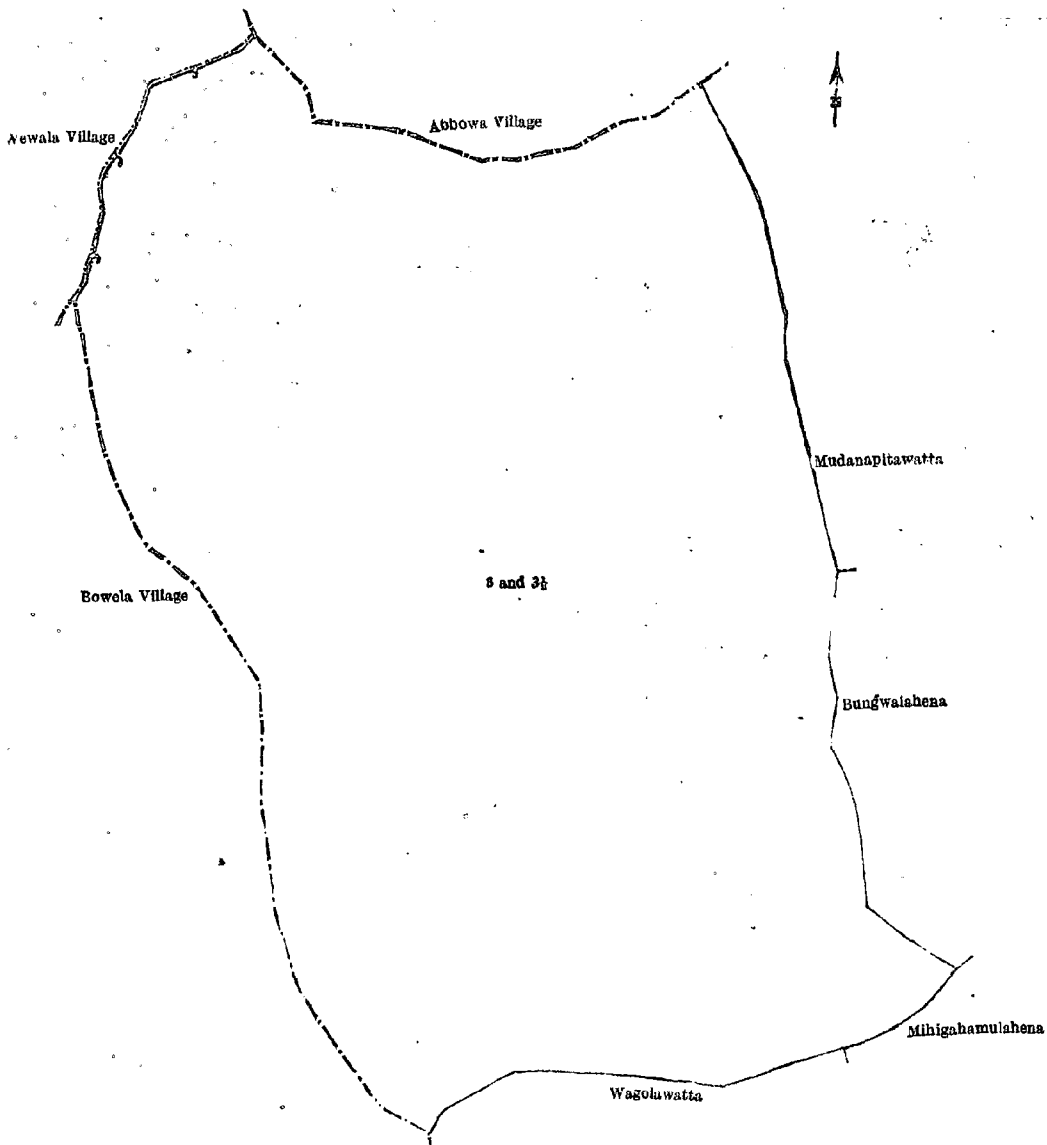 Abbowa Village
Newala Village
N
Mudanapitawatta
8 and 3½
Bowela Village
Bungwalahena
Mihigahamulahena
Wagoluwatta